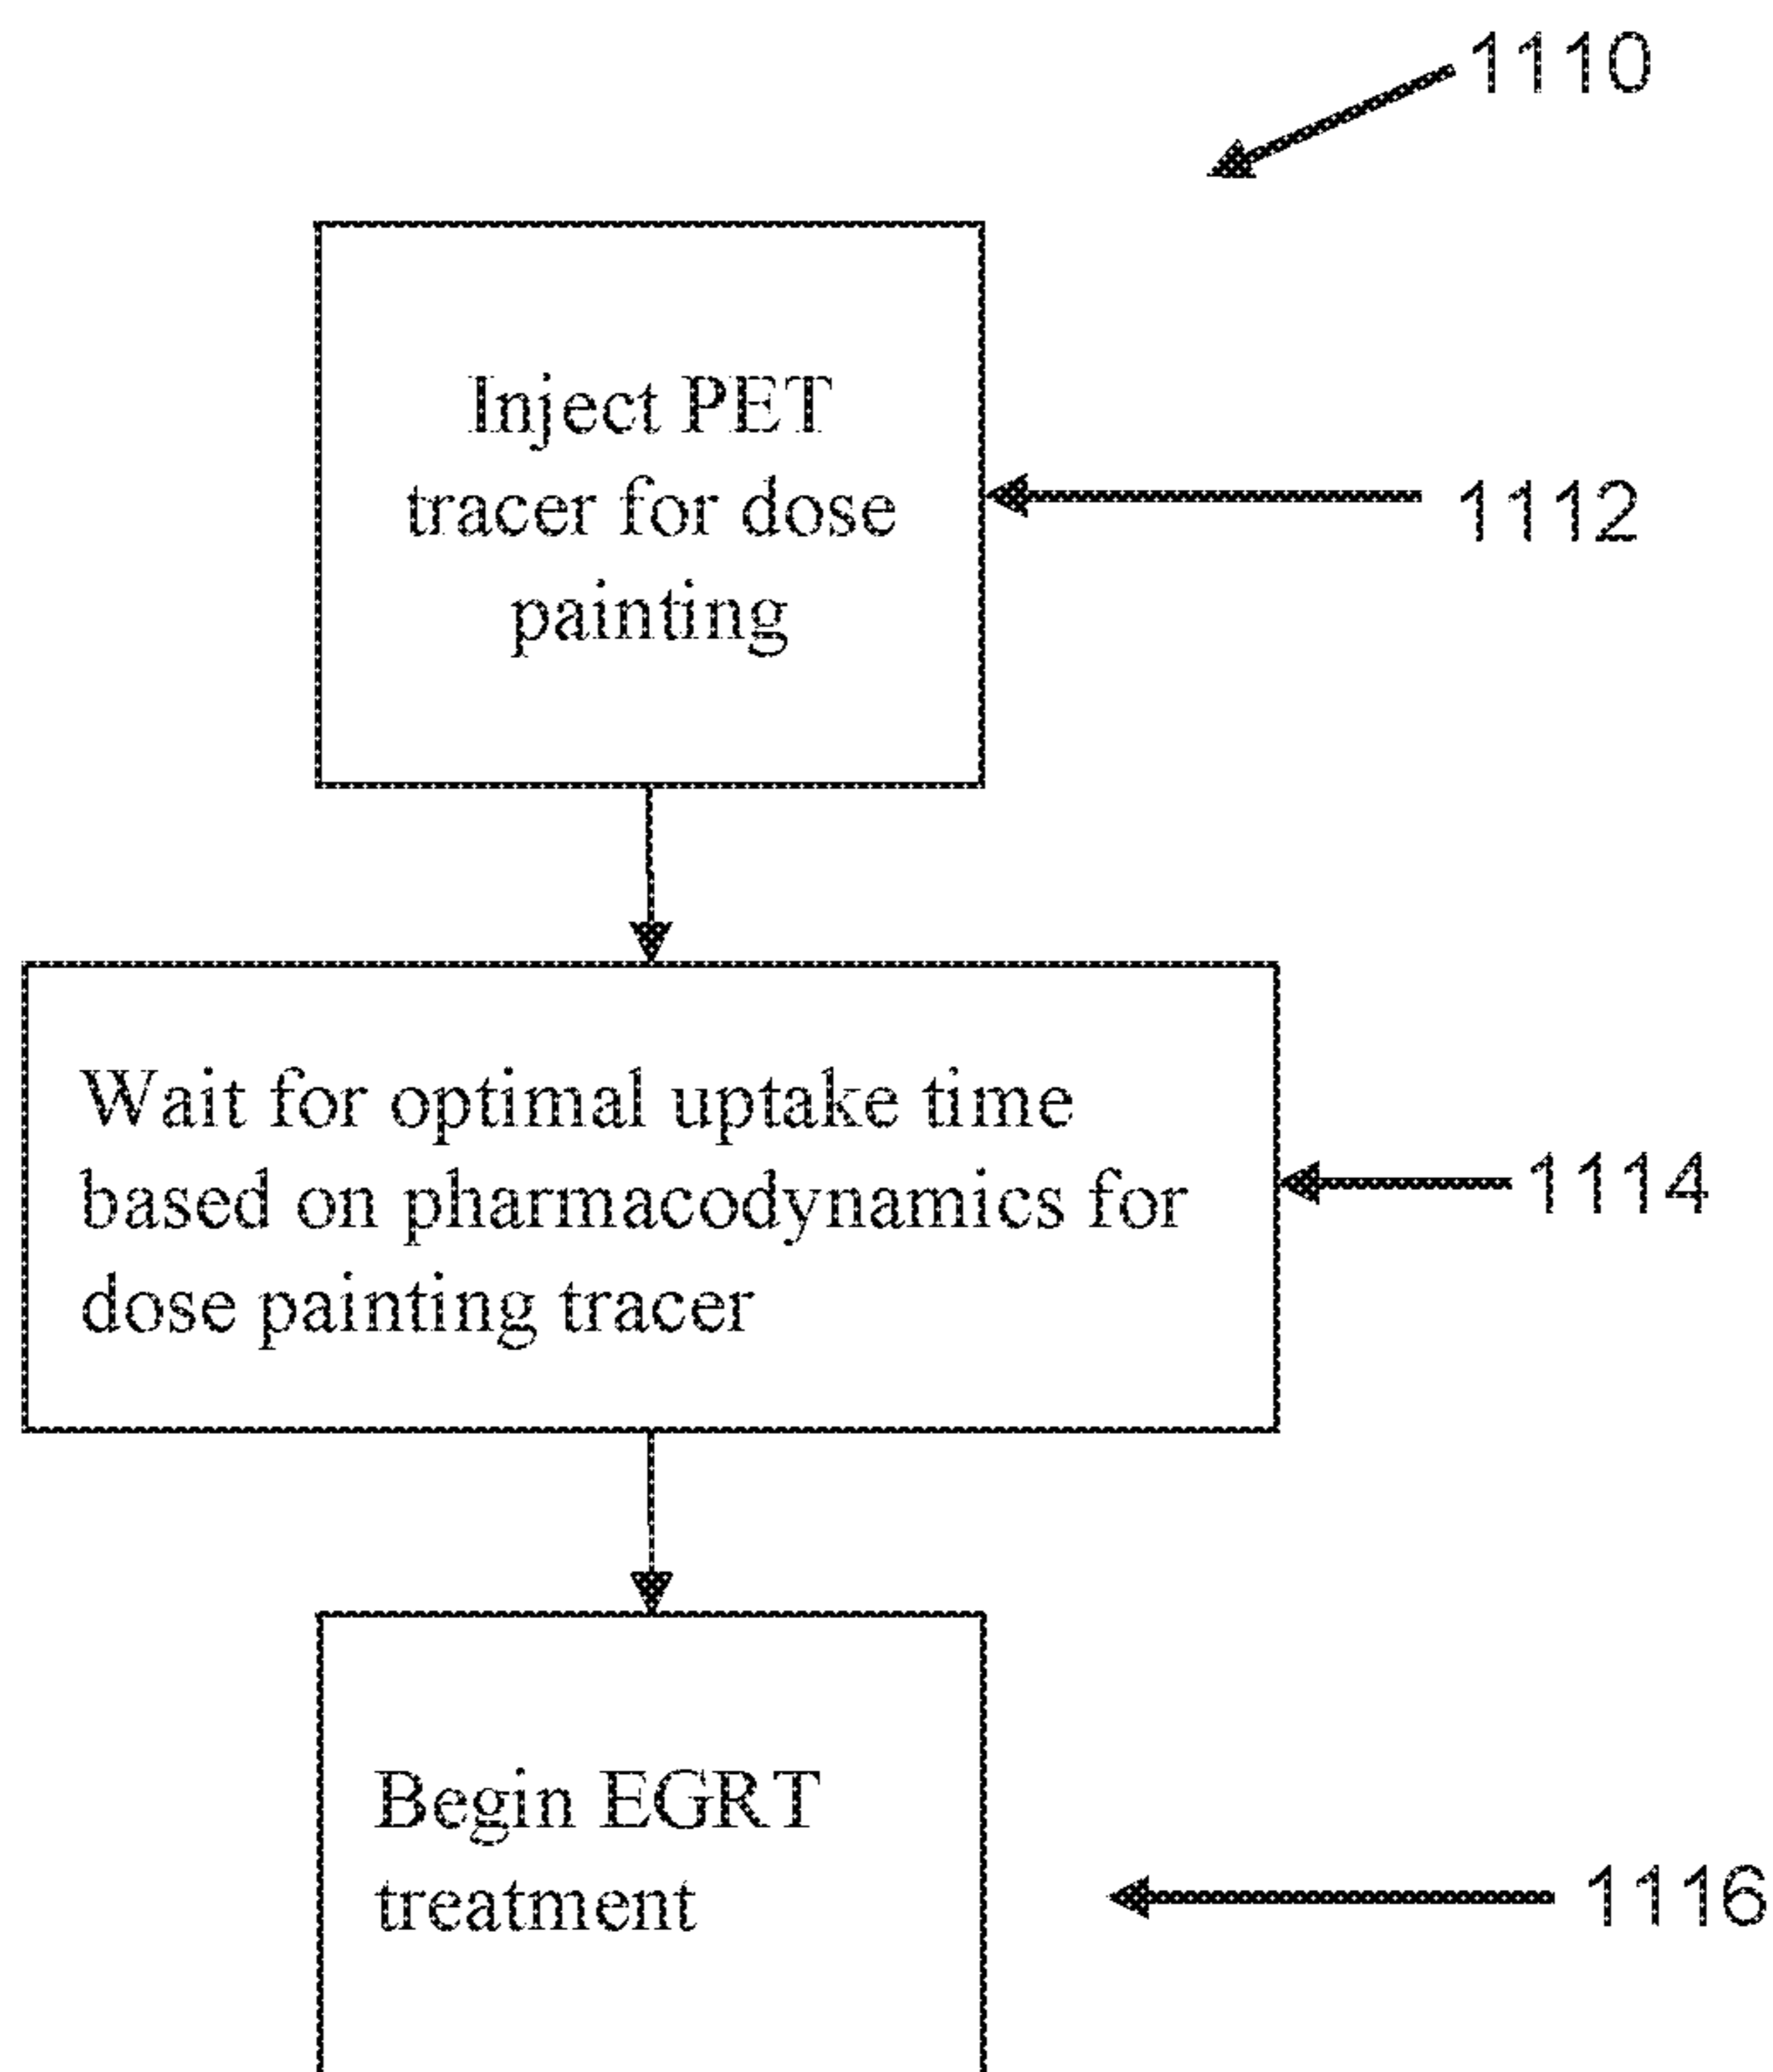 1110
Inject PET
tracer for dose
painting
1112
Wait for optimal uptake time
based on pharmacodynamics for
dose painting tracer
1114
Begin EGRT
treatment
1116